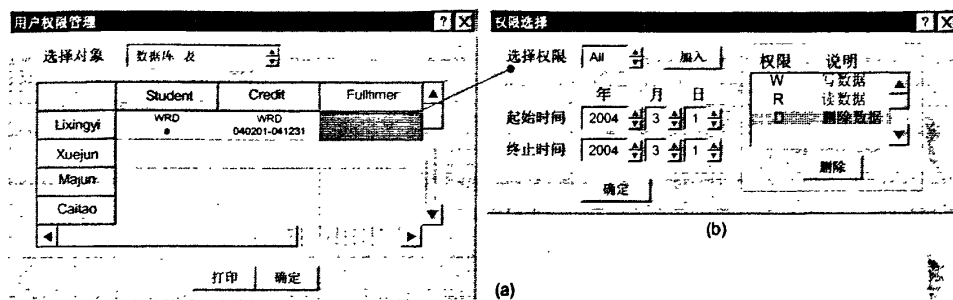 用户权限管理
选择对象 数据库 表
Student Credit Fulltimer
Lixingyi WRD WRD
040201-041231
Xuejun
Majun
Caitao
打印 确定
(a)
权限选择
选择权限 All 加入
年 月 日
起始时间 2004 3 1
终止时间 2004 3 1
确定
权限 说明
W 写数据
R 读数据
D 删除数据
删除
(b)